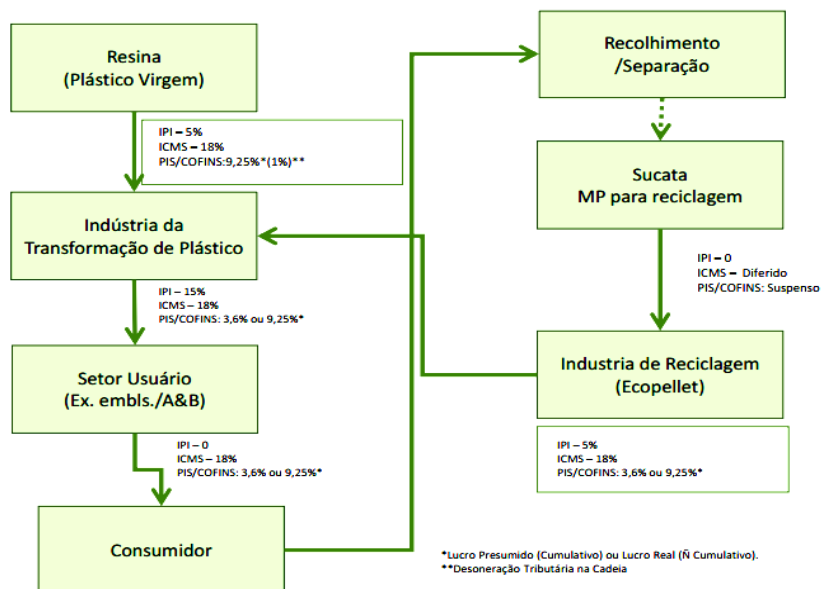 Resina
(Plástico Virgem)
IPI – 5%
ICMS – 18%
PIS/COFINS:9,25%*(1%)**
Indústria da
Transformação de Plástico
IPI – 15%
ICMS – 18%
PIS/COFINS: 3,6% ou 9,25%*
Setor Usuário
(Ex. embls./A&B)
IPI – 0
ICMS – 18%
PIS/COFINS: 3,6% ou 9,25%*
Consumidor
Recolhimento
/Separação
Sucata
MP para reciclagem
IPI – 0
ICMS – Diferido
PIS/COFINS: Suspenso
Industria de Reciclagem
(Ecopellet)
IPI – 5%
ICMS – 18%
PIS/COFINS: 3,6% ou 9,25%*
*Lucro Presumido (Cumulativo) ou Lucro Real (Ñ Cumulativo).
**Desoneração Tributária na Cadeia